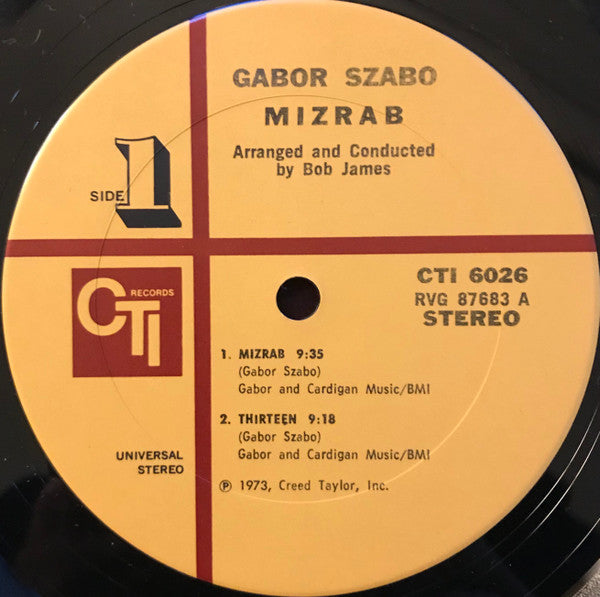 GABOR SZABO
MIZRAB
Arranged and Conducted
by Bob James
SIDE 1
CTI RECORDS
CTI 6026
RVG 87683 A
STEREO
1. MIZRAB 9:35
(Gabor Szabo)
Gabor and Cardigan Music/BMI
2. THIRTEEN 9:18
(Gabor Szabo)
Gabor and Cardigan Music/BMI
UNIVERSAL
STEREO
℗ 1973, Creed Taylor, Inc.